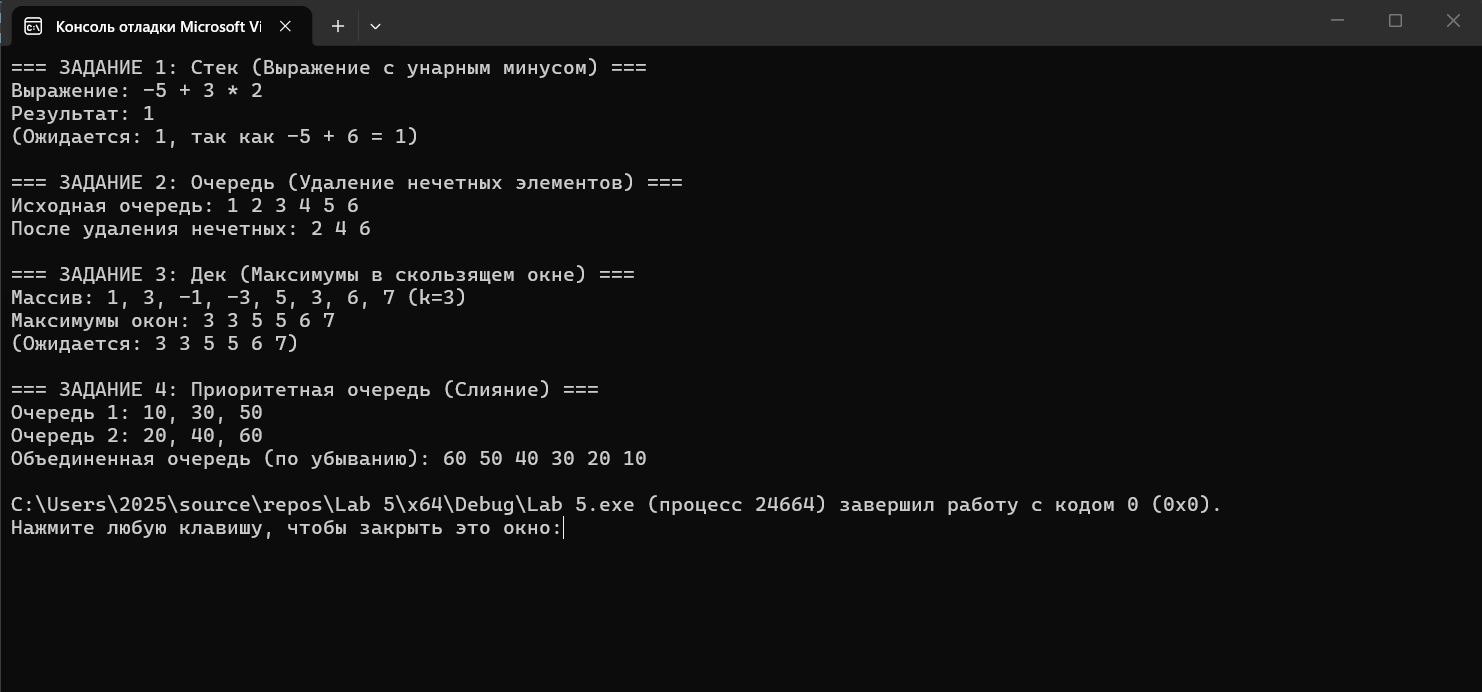 Консоль отладки Microsoft Vi
=== ЗАДАНИЕ 1: Стек (Выражение с унарным минусом) ===
Выражение: -5 + 3 * 2
Результат: 1
(Ожидается: 1, так как -5 + 6 = 1)
=== ЗАДАНИЕ 2: Очередь (Удаление нечетных элементов) ===
Исходная очередь: 1 2 3 4 5 6
После удаления нечетных: 2 4 6
=== ЗАДАНИЕ 3: Дек (Максимумы в скользящем окне) ===
Массив: 1, 3, -1, -3, 5, 3, 6, 7 (k=3)
Максимумы окон: 3 3 5 5 6 7
(Ожидается: 3 3 5 5 6 7)
=== ЗАДАНИЕ 4: Приоритетная очередь (Слияние) ===
Очередь 1: 10, 30, 50
Очередь 2: 20, 40, 60
Объединенная очередь (по убыванию): 60 50 40 30 20 10
C:\Users\2025\source\repos\Lab 5\x64\Debug\Lab 5.exe (процесс 24664) завершил работу с кодом 0 (0x0).
Нажмите любую клавишу, чтобы закрыть это окно: